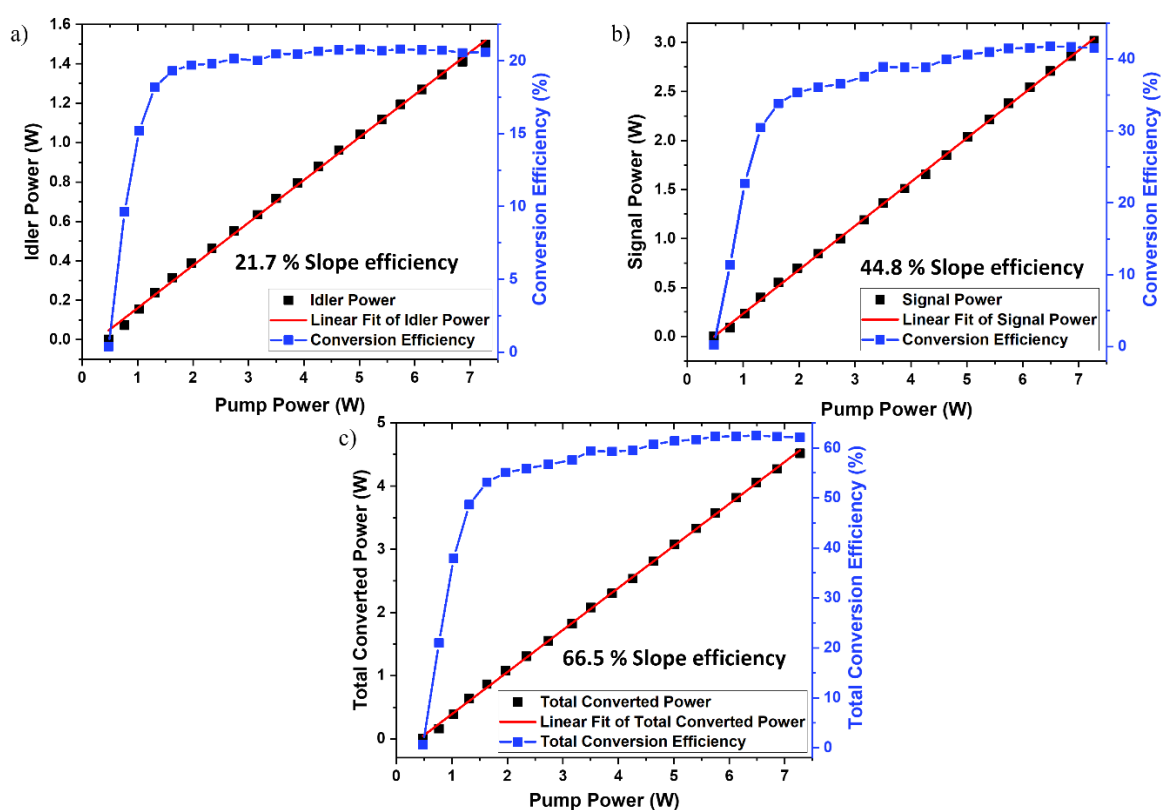 a)
Idler Power (W)
1.6
1.4
1.2
1.0
0.8
0.6
0.4
0.2
0.0
20
15
10
5
0
Conversion Efficiency (%)
21.7 % Slope efficiency
Idler Power
Linear Fit of Idler Power
Conversion Efficiency
0 1 2 3 4 5 6 7
Pump Power (W)
b)
Signal Power (W)
3.0
2.5
2.0
1.5
1.0
0.5
0.0
40
30
20
10
0
Conversion Efficiency (%)
44.8 % Slope efficiency
Signal Power
Linear Fit of Signal Power
Conversion Efficiency
0 1 2 3 4 5 6 7
Pump Power (W)
c)
Total Converted Power (W)
5
4
3
2
1
0
60
50
40
30
20
10
0
Total Conversion Efficiency (%)
66.5 % Slope efficiency
Total Converted Power
Linear Fit of Total Converted Power
Total Conversion Efficiency
0 1 2 3 4 5 6 7
Pump Power (W)